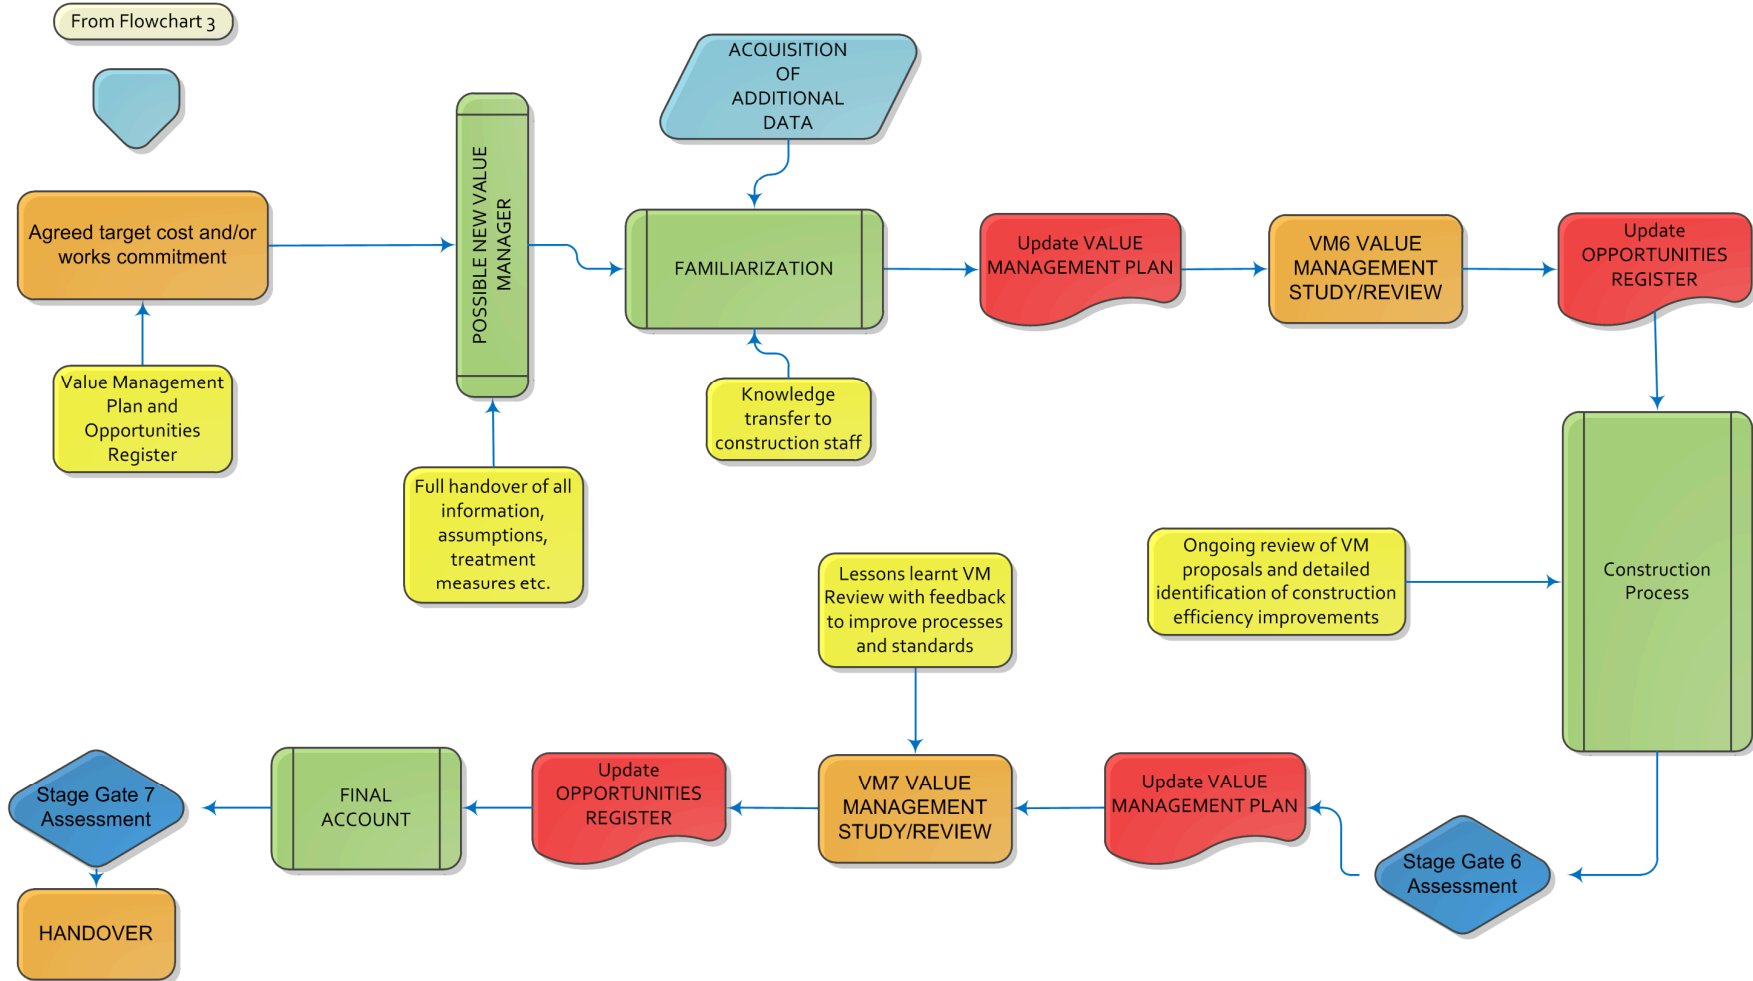 From Flowchart 3
ACQUISITION
OF
ADDITIONAL
DATA
Agreed target cost and/or
works commitment
POSSIBLE NEW VALUE
MANAGER
FAMILIARIZATION
Update VALUE
MANAGEMENT PLAN
VM6 VALUE
MANAGEMENT
STUDY/REVIEW
Update
OPPORTUNITIES
REGISTER
Value Management
Plan and
Opportunities
Register
Knowledge
transfer to
construction staff
Full handover of all
information,
assumptions,
treatment
measures etc.
Ongoing review of VM
proposals and detailed
identification of construction
efficiency improvements
Construction
Process
Lessons learnt VM
Review with feedback
to improve processes
and standards
Stage Gate 7
Assessment
FINAL
ACCOUNT
Update
OPPORTUNITIES
REGISTER
VM7 VALUE
MANAGEMENT
STUDY/REVIEW
Update VALUE
MANAGEMENT PLAN
Stage Gate 6
Assessment
HANDOVER